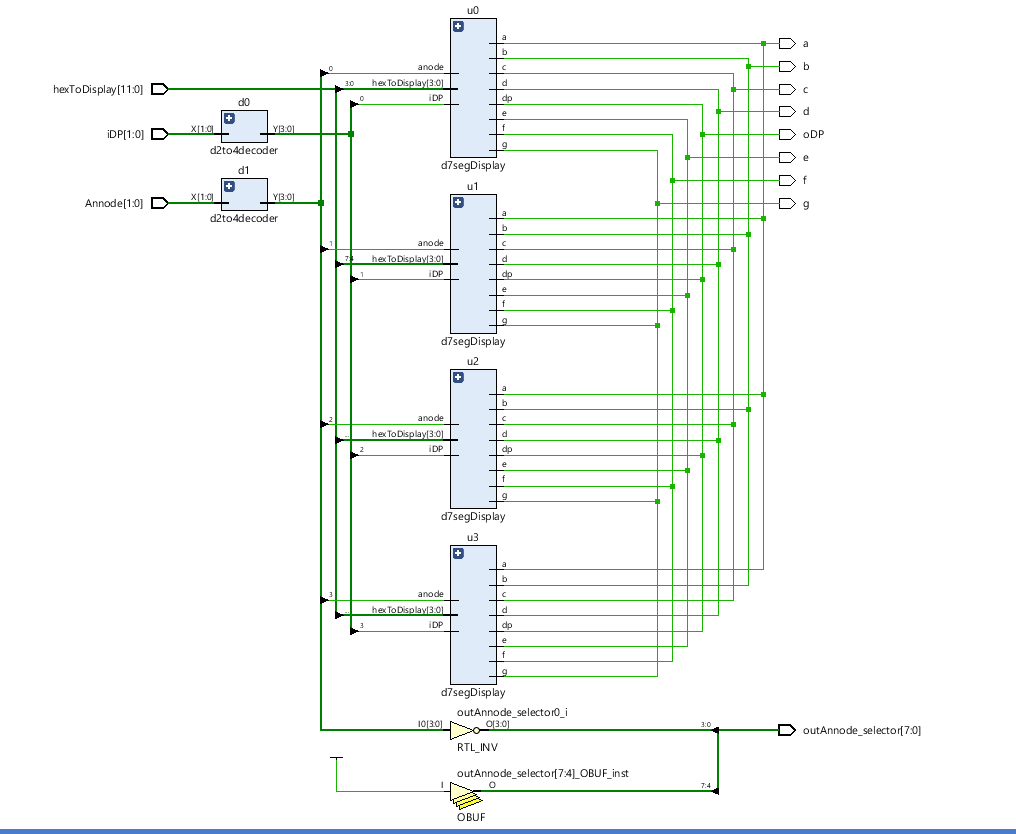 u0
a
b
c
d
dp
e
f
g
0
anode
3:0
hexToDisplay[3:0]
0
iDP
d7segDisplay
hexToDisplay[11:0]
d0
iDP[1:0]
X[1:0]
Y[3:0]
d2to4decoder
d1
Annode[1:0]
X[1:0]
Y[3:0]
d2to4decoder
a
b
c
d
oDP
e
f
g
u1
a
b
c
d
dp
e
f
g
1
anode
7:4
hexToDisplay[3:0]
1
iDP
d7segDisplay
u2
a
b
c
d
dp
e
f
g
2
anode
...
hexToDisplay[3:0]
2
iDP
d7segDisplay
u3
a
b
c
d
dp
e
f
g
3
anode
...
hexToDisplay[3:0]
3
iDP
d7segDisplay
outAnnode_selector0_i
I0[3:0]
O[3:0]
RTL_INV
3:0
outAnnode_selector[7:0]
outAnnode_selector[7:4]_OBUF_inst
I
O
7:4
OBUF